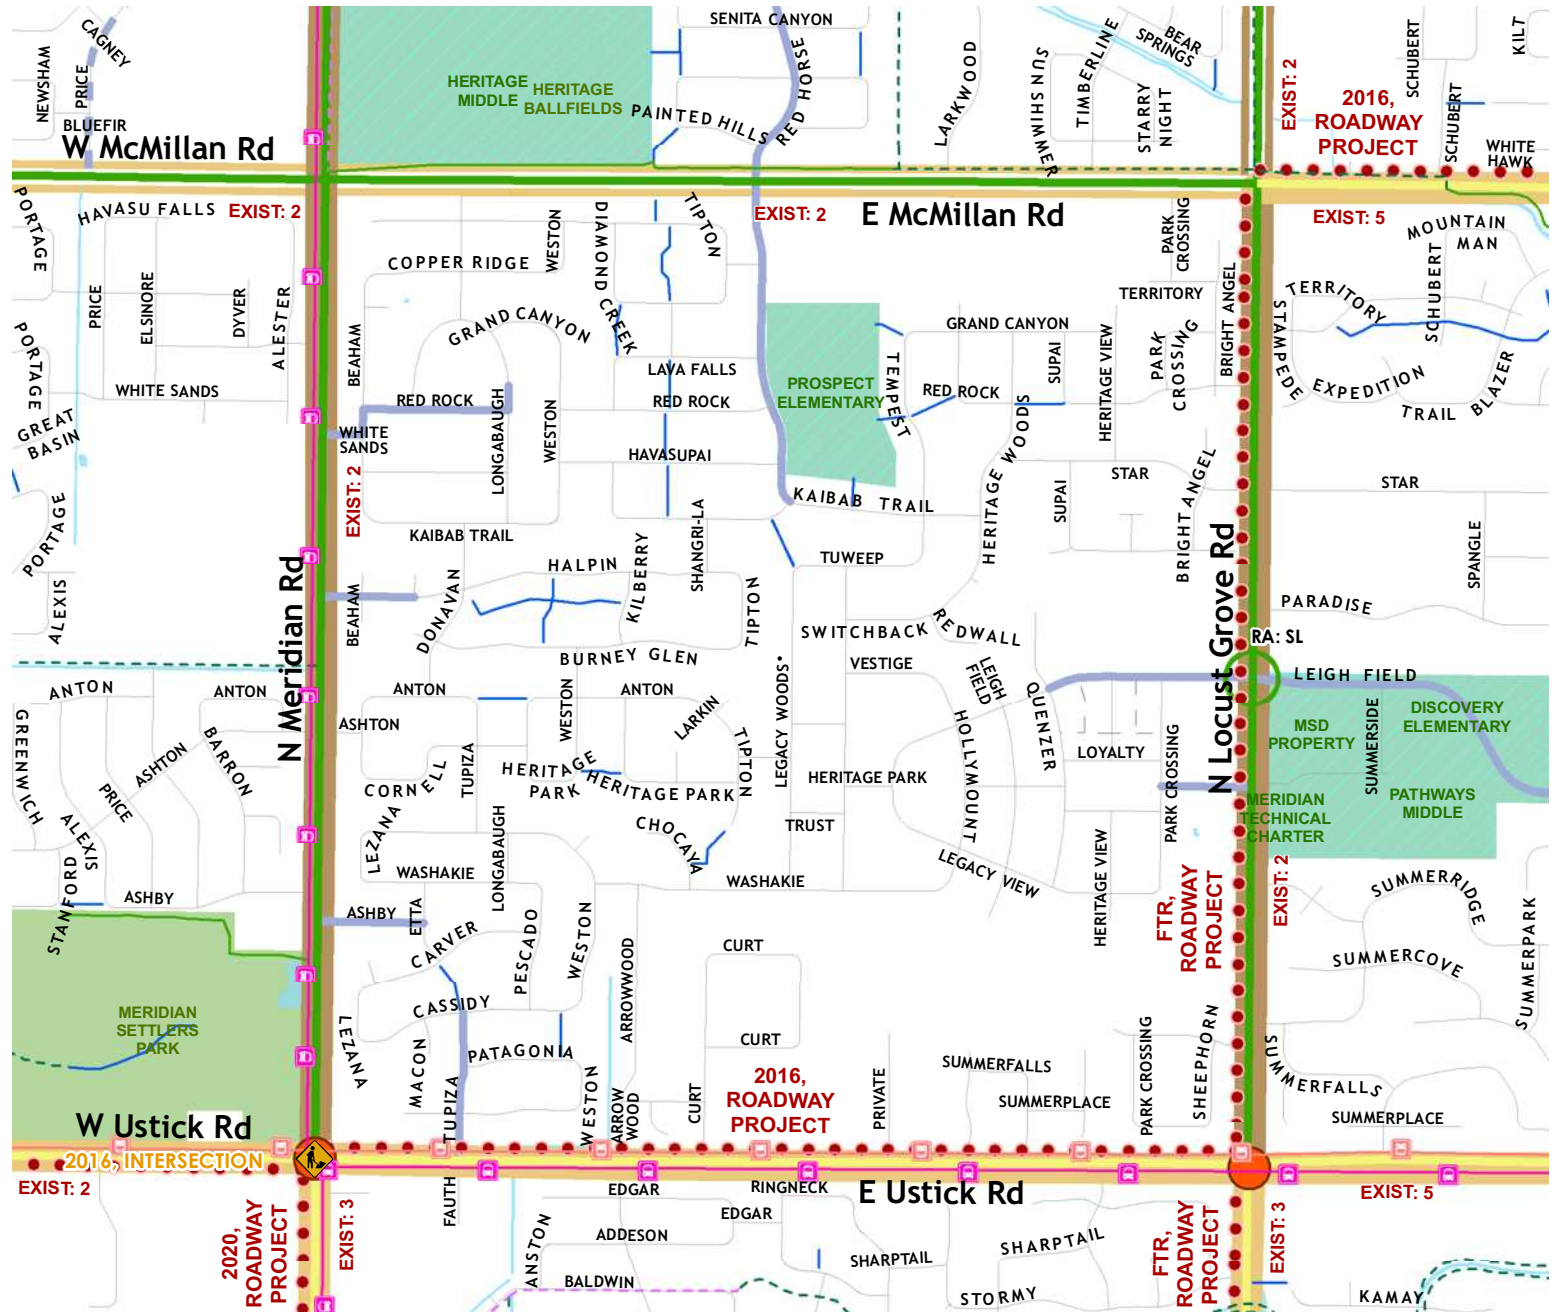 SENITA CANYON
CAGNEY
NEWSHAM
PRICE
BLUEFIR
HERITAGE
MIDDLE
HERITAGE
BALLFIELDS
PAINTED HILLS
RED HORSE
LARKWOOD
SUNSHIMMER
TIMBERLINE
BEAR
SPRINGS
STARRY
NIGHT
EXIST: 2
2016,
ROADWAY
PROJECT
SCHUBERT
SCHUBERT
KILT
WHITE
HAWK
W McMillan Rd
PORTAGE
HAVASU FALLS
EXIST: 2
EXIST: 2
E McMillan Rd
EXIST: 5
MOUNTAIN
MAN
WESTON
DIAMOND CREEK
TIPTON
PARK
CROSSING
COPPER RIDGE
TERRITORY
BRIGHT ANGEL
TERRITORY
SCHUBERT
STAMPEDE
PRICE
ELSINORE
DYVER
ALESTER
BEAHAM
GRAND CANYON
GRAND CANYON
PORTAGE
LAVA FALLS
PROSPECT
ELEMENTARY
TEMPEST
SUPAI
HERITAGE VIEW
PARK
CROSSING
EXPEDITION
TRAIL
BLAZER
WHITE SANDS
RED ROCK
LONGABAUGH
WESTON
RED ROCK
RED ROCK
GREAT
BASIN
WHITE
SANDS
HAVASUPAI
HERITAGE WOODS
STAR
STAR
EXIST: 2
PORTAGE
KAIBAB TRAIL
SUPAI
BRIGHT ANGEL
KAIBAB TRAIL
SHANGRI-LA
SPANGLE
N Meridian Rd
HALPIN
KILBERRY
TUWEEP
N Locust Grove Rd
ALEXIS
BEAHAM
DONAVAN
TIPTON
PARADISE
SWITCHBACK
REDWALL
RA: SL
BURNEY GLEN
VESTIGE
LEIGH
FIELD
LEIGH FIELD
ANTON
ANTON
ANTON
WESTON
ANTON
LEGACY WOODS
QUENZER
GREENWICH
ASHTON
LARKIN
HOLLYMOUNT
SUMMERSIDE
DISCOVERY
ELEMENTARY
MSD
PROPERTY
ASHTON
BARRON
TUPIZA
TIPTON
LOYALTY
PARK CROSSING
PRICE
CORNELL
HERITAGE
PARK
HERITAGE PARK
HERITAGE PARK
MERIDIAN
TECHNICAL
CHARTER
PATHWAYS
MIDDLE
ALEXIS
LEZANA
LONGABAUGH
CHOCAYA
TRUST
STANFORD
WASHAKIE
WASHAKIE
LEGACY VIEW
HERITAGE VIEW
FTR,
ROADWAY
PROJECT
EXIST: 2
SUMMERRIDGE
ASHBY
ASHBY
ETTA
CARVER
PESCADO
WESTON
ARROWWOOD
CURT
SUMMERCOVE
SUMMERPARK
MERIDIAN
SETTLERS
PARK
LEZANA
CASSIDY
MACON
PATAGONIA
CURT
SUMMERFALLS
SHEEPHORN
SUMMERFALLS
TUPIZA
WESTON
ARROW
WOOD
CURT
2016,
ROADWAY
PROJECT
PRIVATE
SUMMERPLACE
PARK CROSSING
SUMMERPLACE
W Ustick Rd
2016, INTERSECTION
EXIST: 2
E Ustick Rd
EXIST: 5
2020,
ROADWAY
PROJECT
EXIST: 3
FAUTH
ANSTON
EDGAR
RINGNECK
EDGAR
ADDESON
SHARPTAIL
SHARPTAIL
FTR,
ROADWAY
PROJECT
EXIST: 3
BALDWIN
STORMY
KAMAY